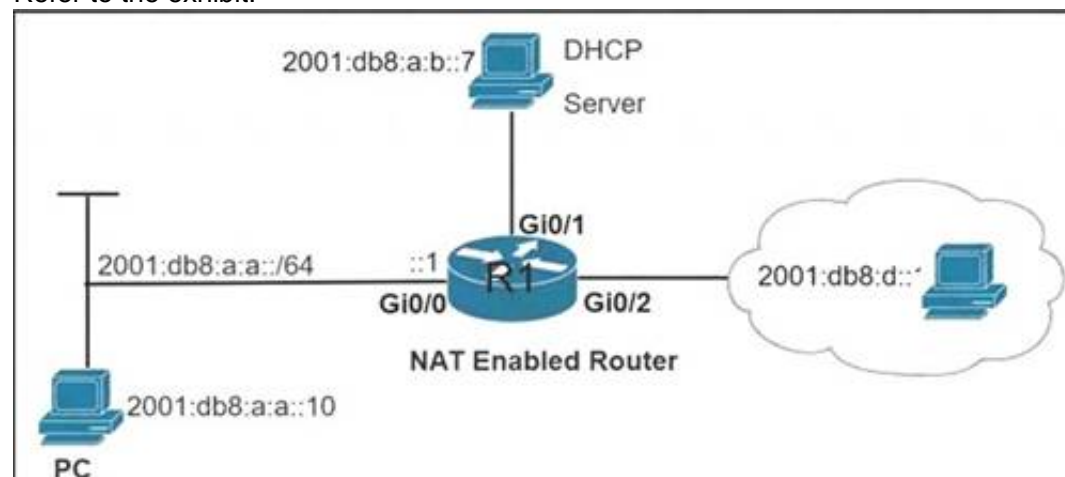 Refer to the exhibit.
2001:db8:a:b::7
DHCP
Server
Gi0/1
2001:db8:a:a::/64
::1
R1
2001:db8:d::
Gi0/0
Gi0/2
NAT Enabled Router
2001:db8:a:a::10
PC